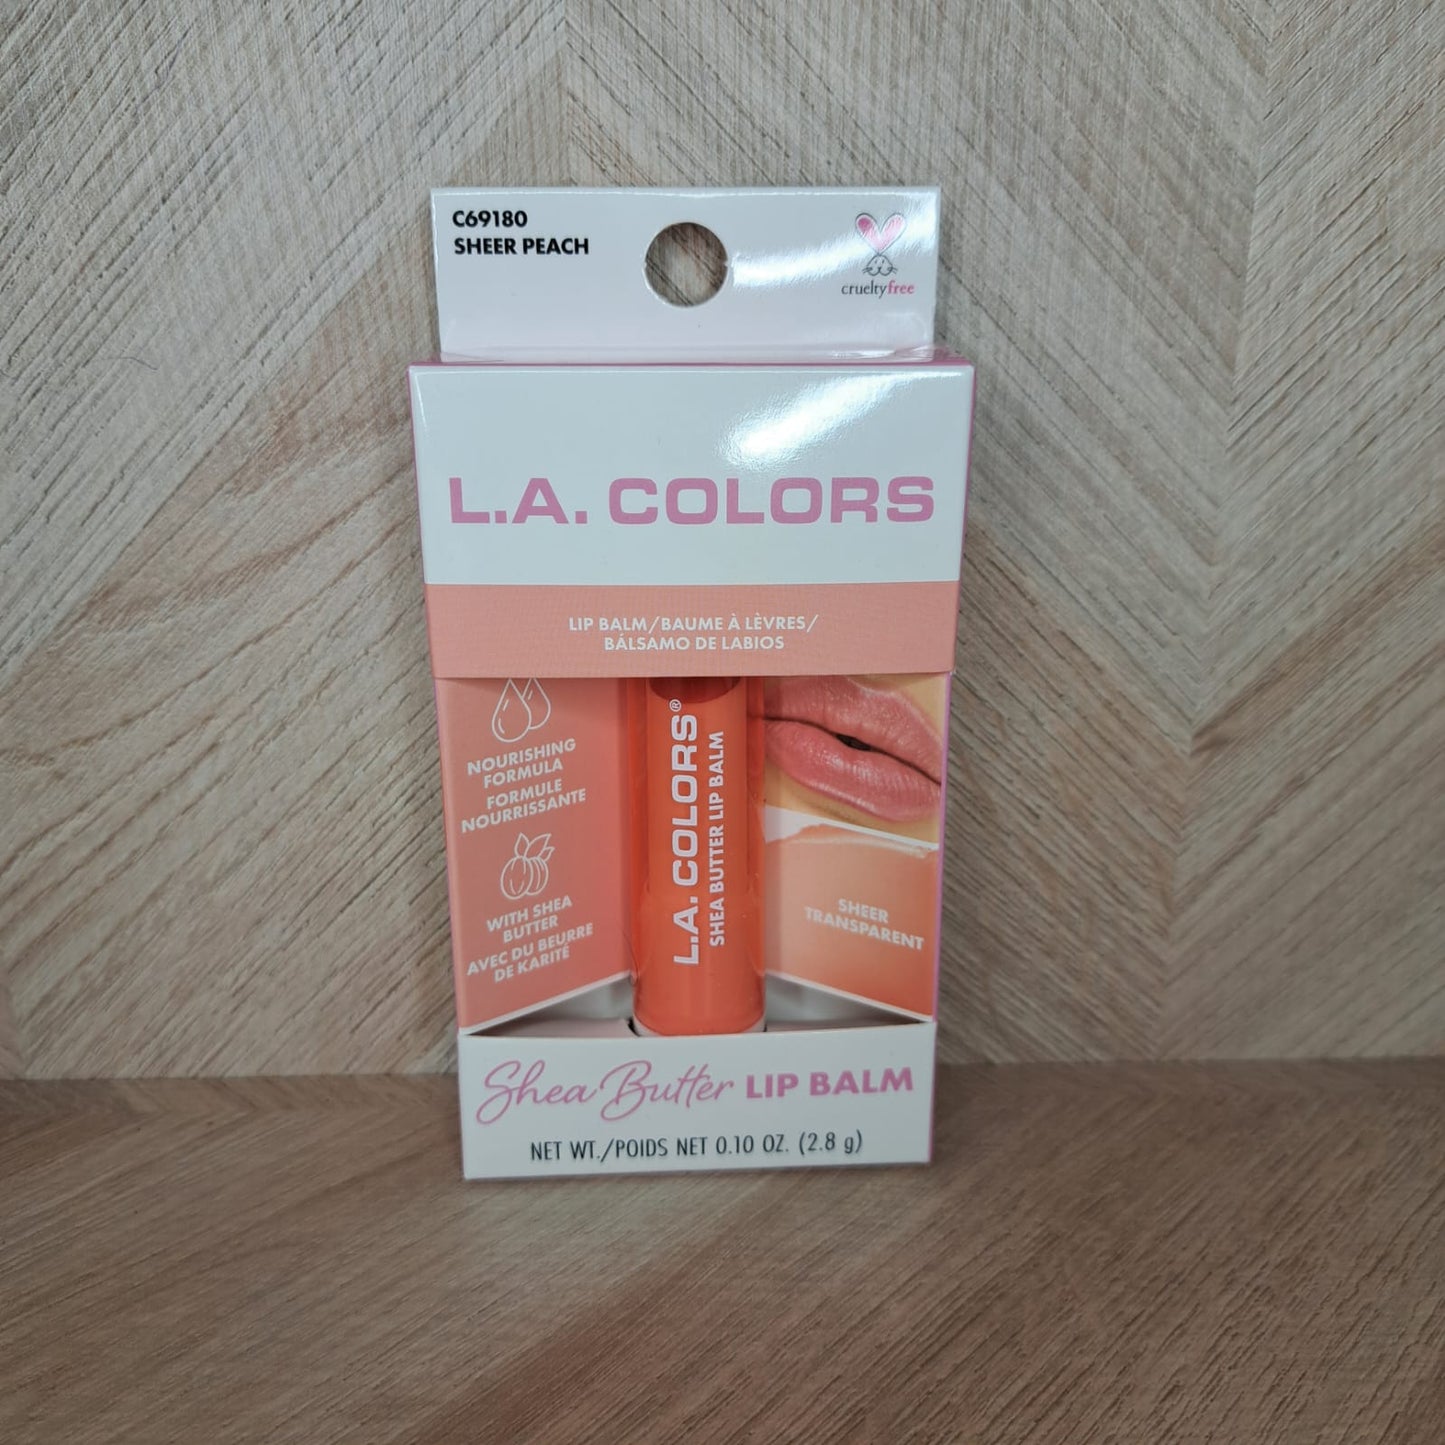 C69180
SHEER PEACH
crueltyfree
L.A. COLORS
LIP BALM/BAUME À LÈVRES/
BÁLSAMO DE LABIOS
NOURISHING
FORMULA
FORMULE
NOURRISSANTE
WITH SHEA
BUTTER
AVEC DU BEURRE
DE KARITÉ
L.A. COLORS®
SHEA BUTTER LIP BALM
SHEER
TRANSPARENT
Shea Butter LIP BALM
NET WT./POIDS NET 0.10 OZ. (2.8 g)